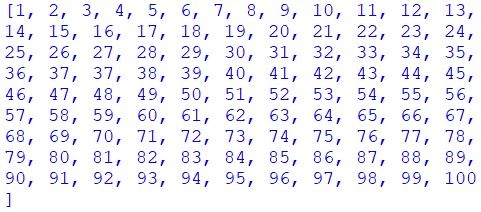 [1, 2, 3, 4, 5, 6, 7, 8, 9, 10, 11, 12, 13,
14, 15, 16, 17, 18, 19, 20, 21, 22, 23, 24,
25, 26, 27, 28, 29, 30, 31, 32, 33, 34, 35,
36, 37, 37, 38, 39, 40, 41, 42, 43, 44, 45,
46, 47, 48, 49, 50, 51, 52, 53, 54, 55, 56,
57, 58, 59, 60, 61, 62, 63, 64, 65, 66, 67,
68, 69, 70, 71, 72, 73, 74, 75, 76, 77, 78,
79, 80, 81, 82, 83, 84, 85, 86, 87, 88, 89,
90, 91, 92, 93, 94, 95, 96, 97, 98, 99, 100
]